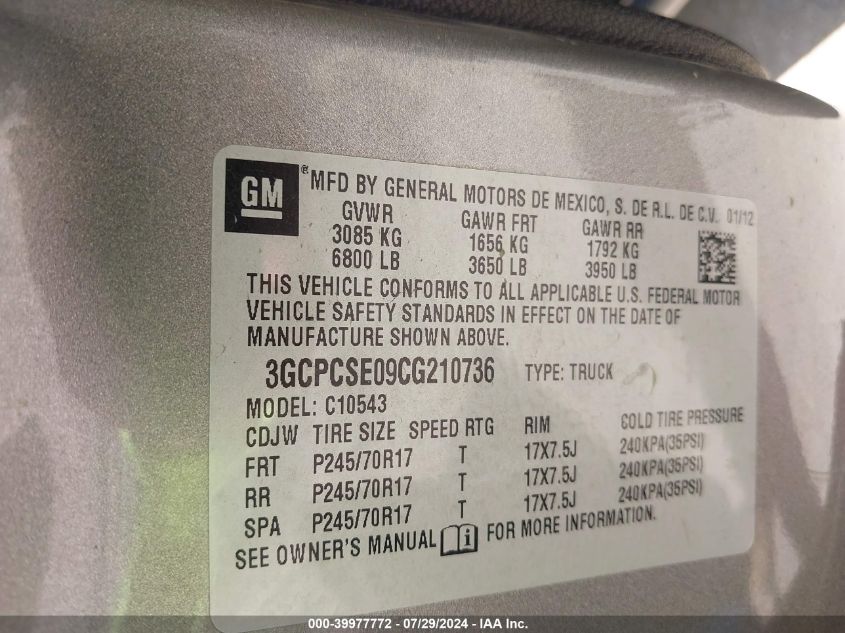 GM ® MFD BY GENERAL MOTORS DE MEXICO, S. DE R.L. DE C.V. 01/12
GVWR GAWR FRT GAWR RR
3085 KG 1656 KG 1792 KG
6800 LB 3650 LB 3950 LB
THIS VEHICLE CONFORMS TO ALL APPLICABLE U.S. FEDERAL MOTOR
VEHICLE SAFETY STANDARDS IN EFFECT ON THE DATE OF
MANUFACTURE SHOWN ABOVE.
3GCPCSE09CG210736 TYPE: TRUCK
MODEL: C10543
CDJW TIRE SIZE SPEED RTG RIM COLD TIRE PRESSURE
FRT P245/70R17 T 17X7.5J 240KPA(35PSI)
RR P245/70R17 T 17X7.5J 240KPA(35PSI)
SPA P245/70R17 T 17X7.5J 240KPA(35PSI)
SEE OWNER'S MANUAL i FOR MORE INFORMATION.
000-39977772 - 07/29/2024 - IAA Inc.